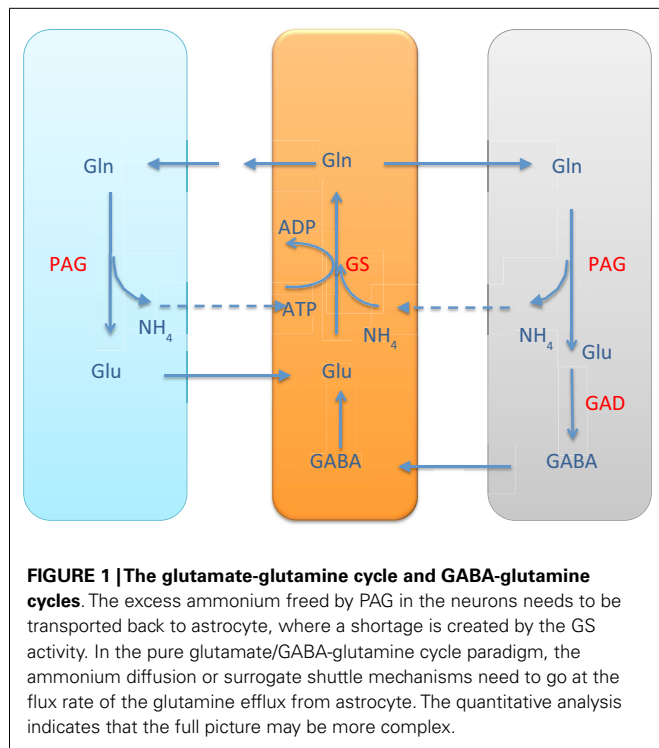 Gln
Gln
Gln
ADP
PAG
GS
PAG
ATP
NH₄
NH₄
NH₄
Glu
Glu
Glu
GAD
GABA
GABA
FIGURE 1 | The glutamate-glutamine cycle and GABA-glutamine
cycles. The excess ammonium freed by PAG in the neurons needs to be
transported back to astrocyte, where a shortage is created by the GS
activity. In the pure glutamate/GABA-glutamine cycle paradigm, the
ammonium diffusion or surrogate shuttle mechanisms need to go at the
flux rate of the glutamine efflux from astrocyte. The quantitative analysis
indicates that the full picture may be more complex.